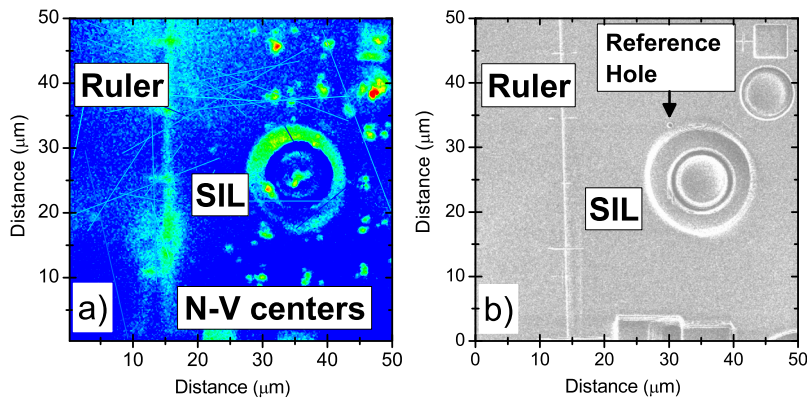 50
40
30
20
10
Distance (μm)
Ruler
SIL
N-V centers
a)
10
20
30
40
50
Distance (μm)
50
40
30
20
10
0
Distance (μm)
Reference
Hole
Ruler
SIL
b)
0
10
20
30
40
50
Distance (μm)